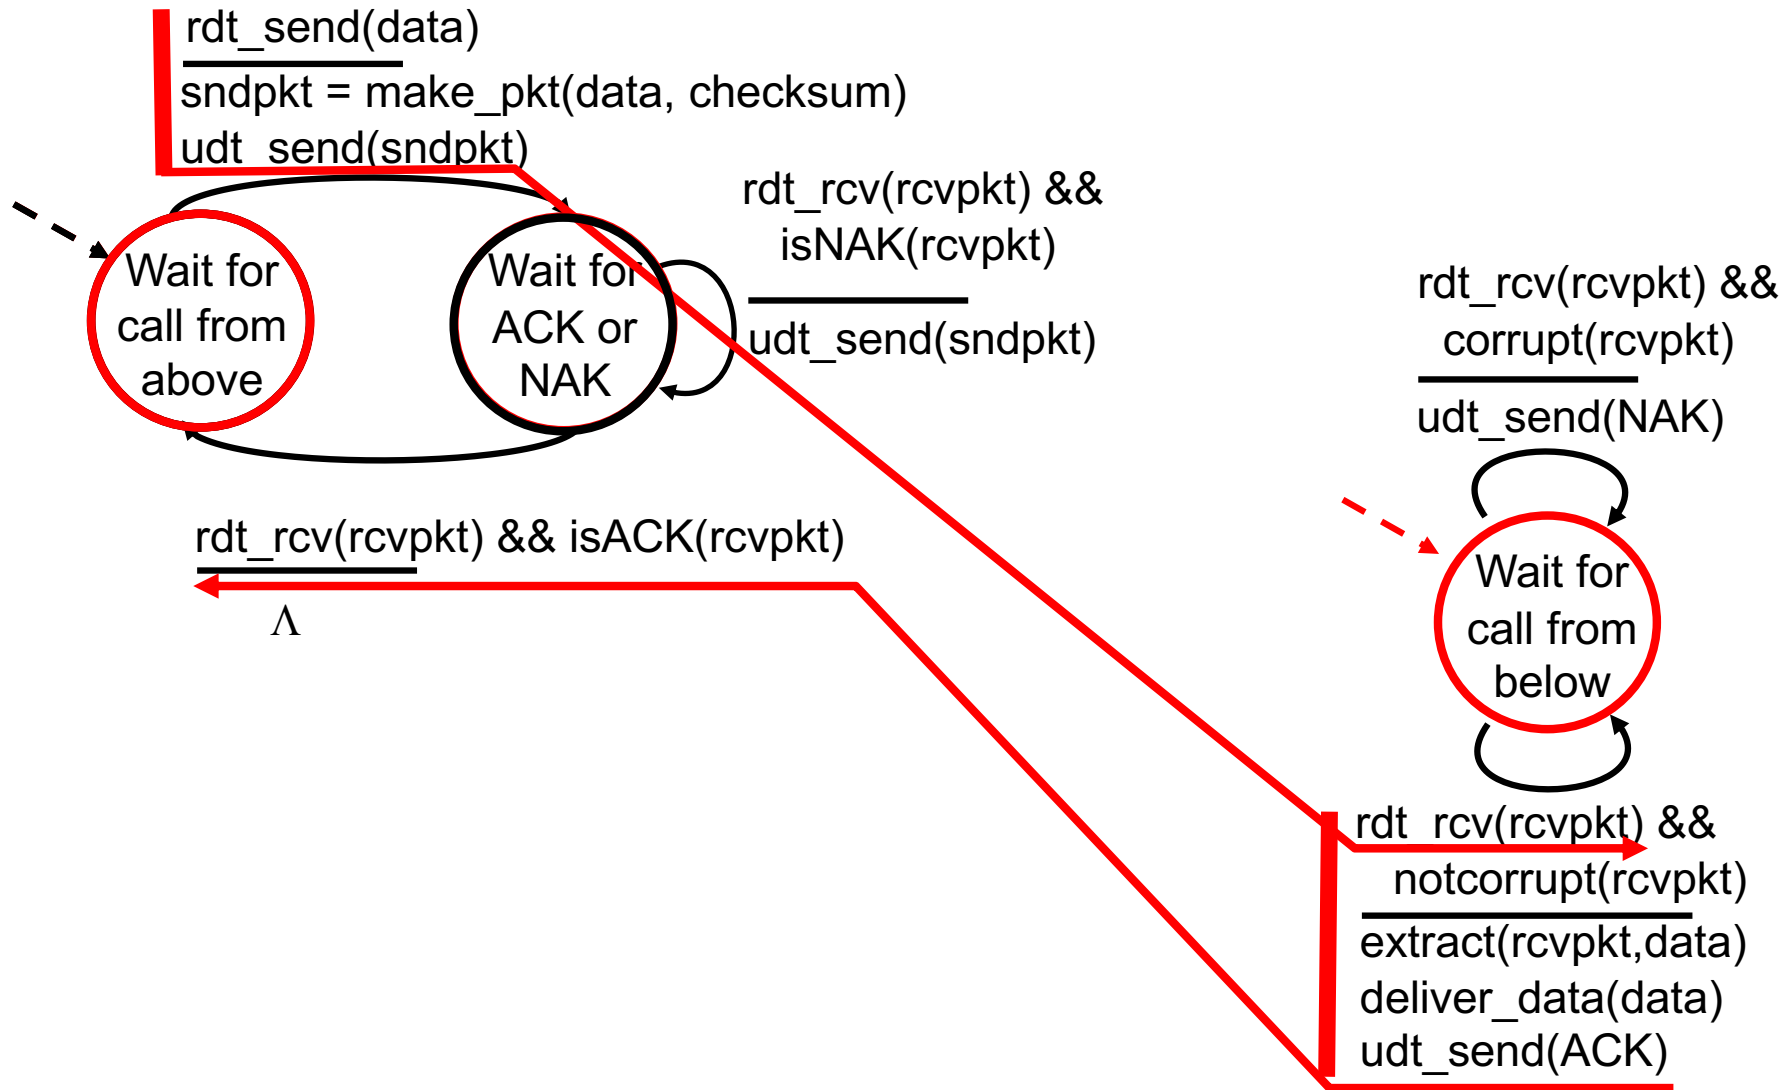 rdt_send(data)
sndpkt = make_pkt(data, checksum)
udt_send(sndpkt)
Wait for
call from
above
Wait for
ACK or
NAK
rdt_rcv(rcvpkt) &&
isNAK(rcvpkt)
udt_send(sndpkt)
rdt_rcv(rcvpkt) && isACK(rcvpkt)
Λ
rdt_rcv(rcvpkt) &&
corrupt(rcvpkt)
udt_send(NAK)
Wait for
call from
below
rdt_rcv(rcvpkt) &&
notcorrupt(rcvpkt)
extract(rcvpkt,data)
deliver_data(data)
udt_send(ACK)